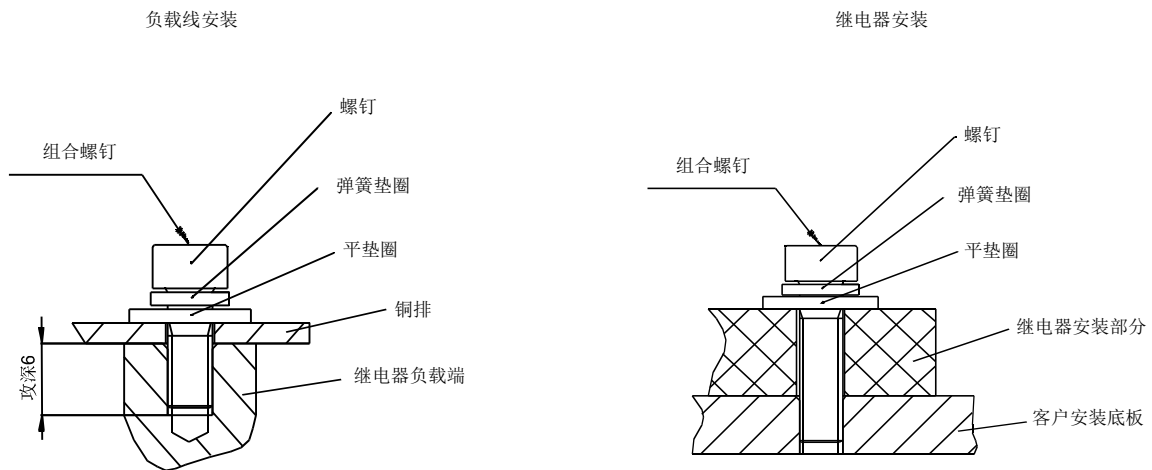 负载线安装
继电器安装
螺钉
组合螺钉
弹簧垫圈
平垫圈
铜排
继电器负载端
攻深6
螺钉
组合螺钉
弹簧垫圈
平垫圈
继电器安装部分
客户安装底板